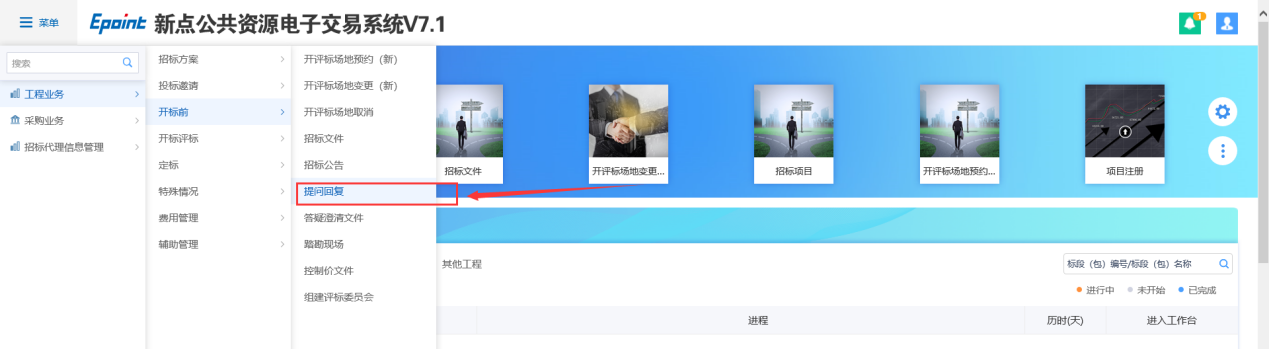 菜单
Epoint 新点公共资源电子交易系统V7.1
1
搜索
工程业务
采购业务
招标代理信息管理
招标方案
投标邀请
开标前
开标评标
定标
特殊情况
费用管理
辅助管理
开评标场地预约（新）
开评标场地变更（新）
开评标场地取消
招标文件
招标公告
提问回复
答疑澄清文件
踏勘现场
控制价文件
组建评标委员会
招标文件
开评标场地变更...
招标项目
开评标场地预约...
项目注册
其他工程
标段（包）编号/标段（包）名称
进行中 未开始 已完成
进程 历时(天) 进入工作台